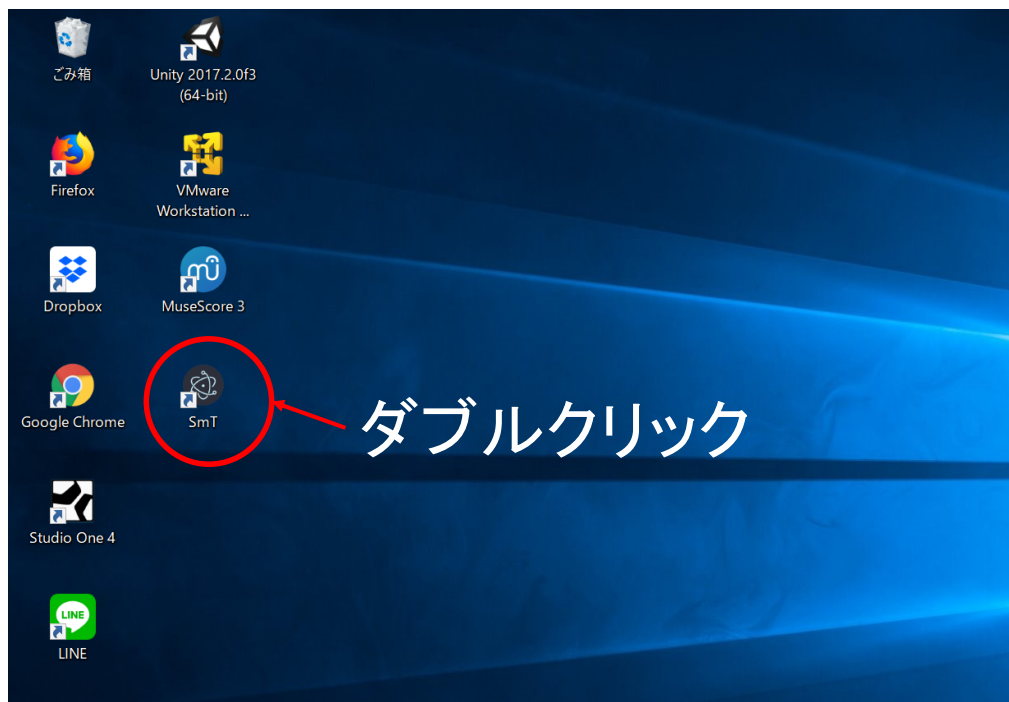 ごみ箱
Unity 2017.2.0f3
(64-bit)
Firefox
VMware
Workstation ...
Dropbox
MuseScore 3
Google Chrome
SmT
ダブルクリック
Studio One 4
LINE
LINE